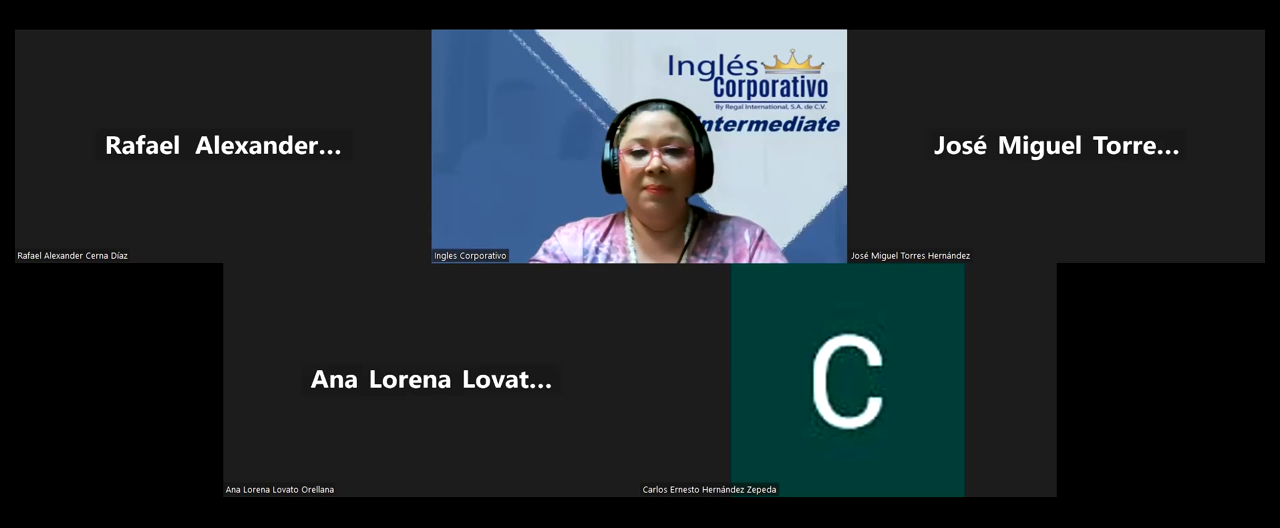 Rafael Alexander...
Rafael Alexander Cerna Díaz
Inglés
Corporativo
By Regal International, S.A. de C.V.
Intermediate
Ingles Corporativo
José Miguel Torre...
José Miguel Torres Hernández
Ana Lorena Lovat...
Ana Lorena Lovato Orellana
C
Carlos Ernesto Hernández Zepeda